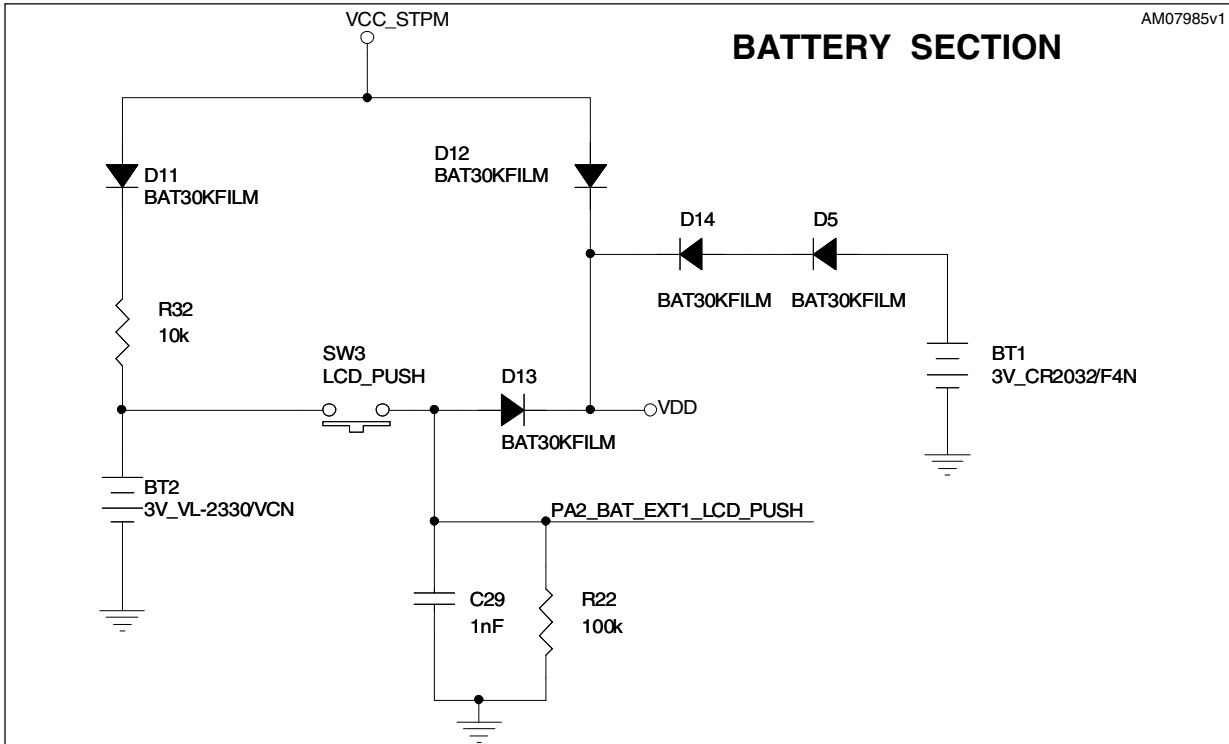 AM07985v1
VCC_STPM
BATTERY SECTION
D11
BAT30KFILM
D12
BAT30KFILM
D14
BAT30KFILM
D5
BAT30KFILM
R32
10k
SW3
LCD_PUSH
D13
BAT30KFILM
VDD
BT1
3V_CR2032/F4N
BT2
3V_VL-2330/VCN
PA2_BAT_EXT1_LCD_PUSH
C29
1nF
R22
100k